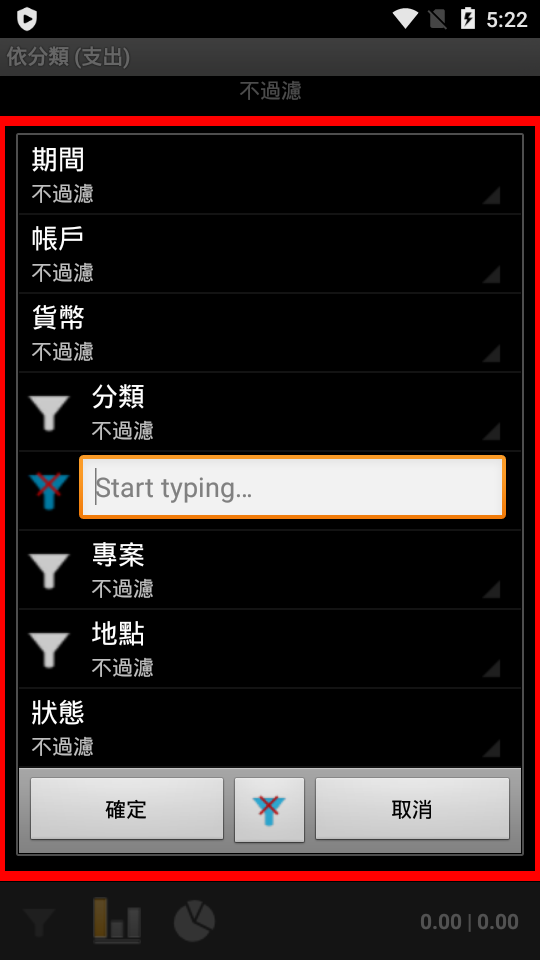 5:22
依分類 (支出)
不過濾
期間
不過濾
帳戶
不過濾
貨幣
不過濾
分類
不過濾
Start typing…
專案
不過濾
地點
不過濾
狀態
不過濾
確定
取消
0.00 | 0.00